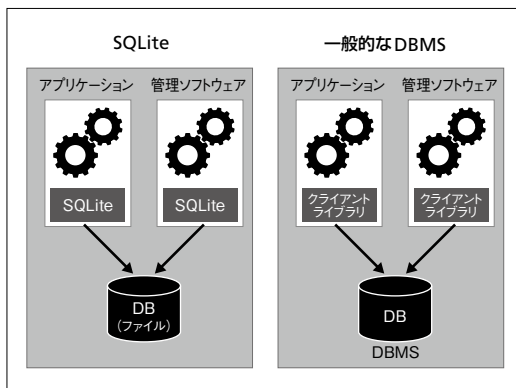 SQLite
アプリケーション
管理ソフトウェア
SQLite
SQLite
DB
(ファイル)
一般的なDBMS
アプリケーション
管理ソフトウェア
クライアント
ライブラリ
クライアント
ライブラリ
DB
DBMS